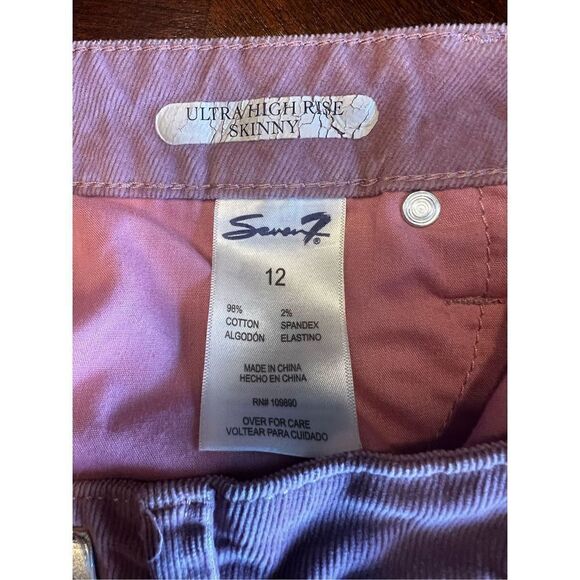 ULTRA HIGH RISE
SKINNY
Seven7®
12
98% 2%
COTTON SPANDEX
ALGODÓN ELASTINO
MADE IN CHINA
HECHO EN CHINA
RN# 109890
OVER FOR CARE
VOLTEAR PARA CUIDADO